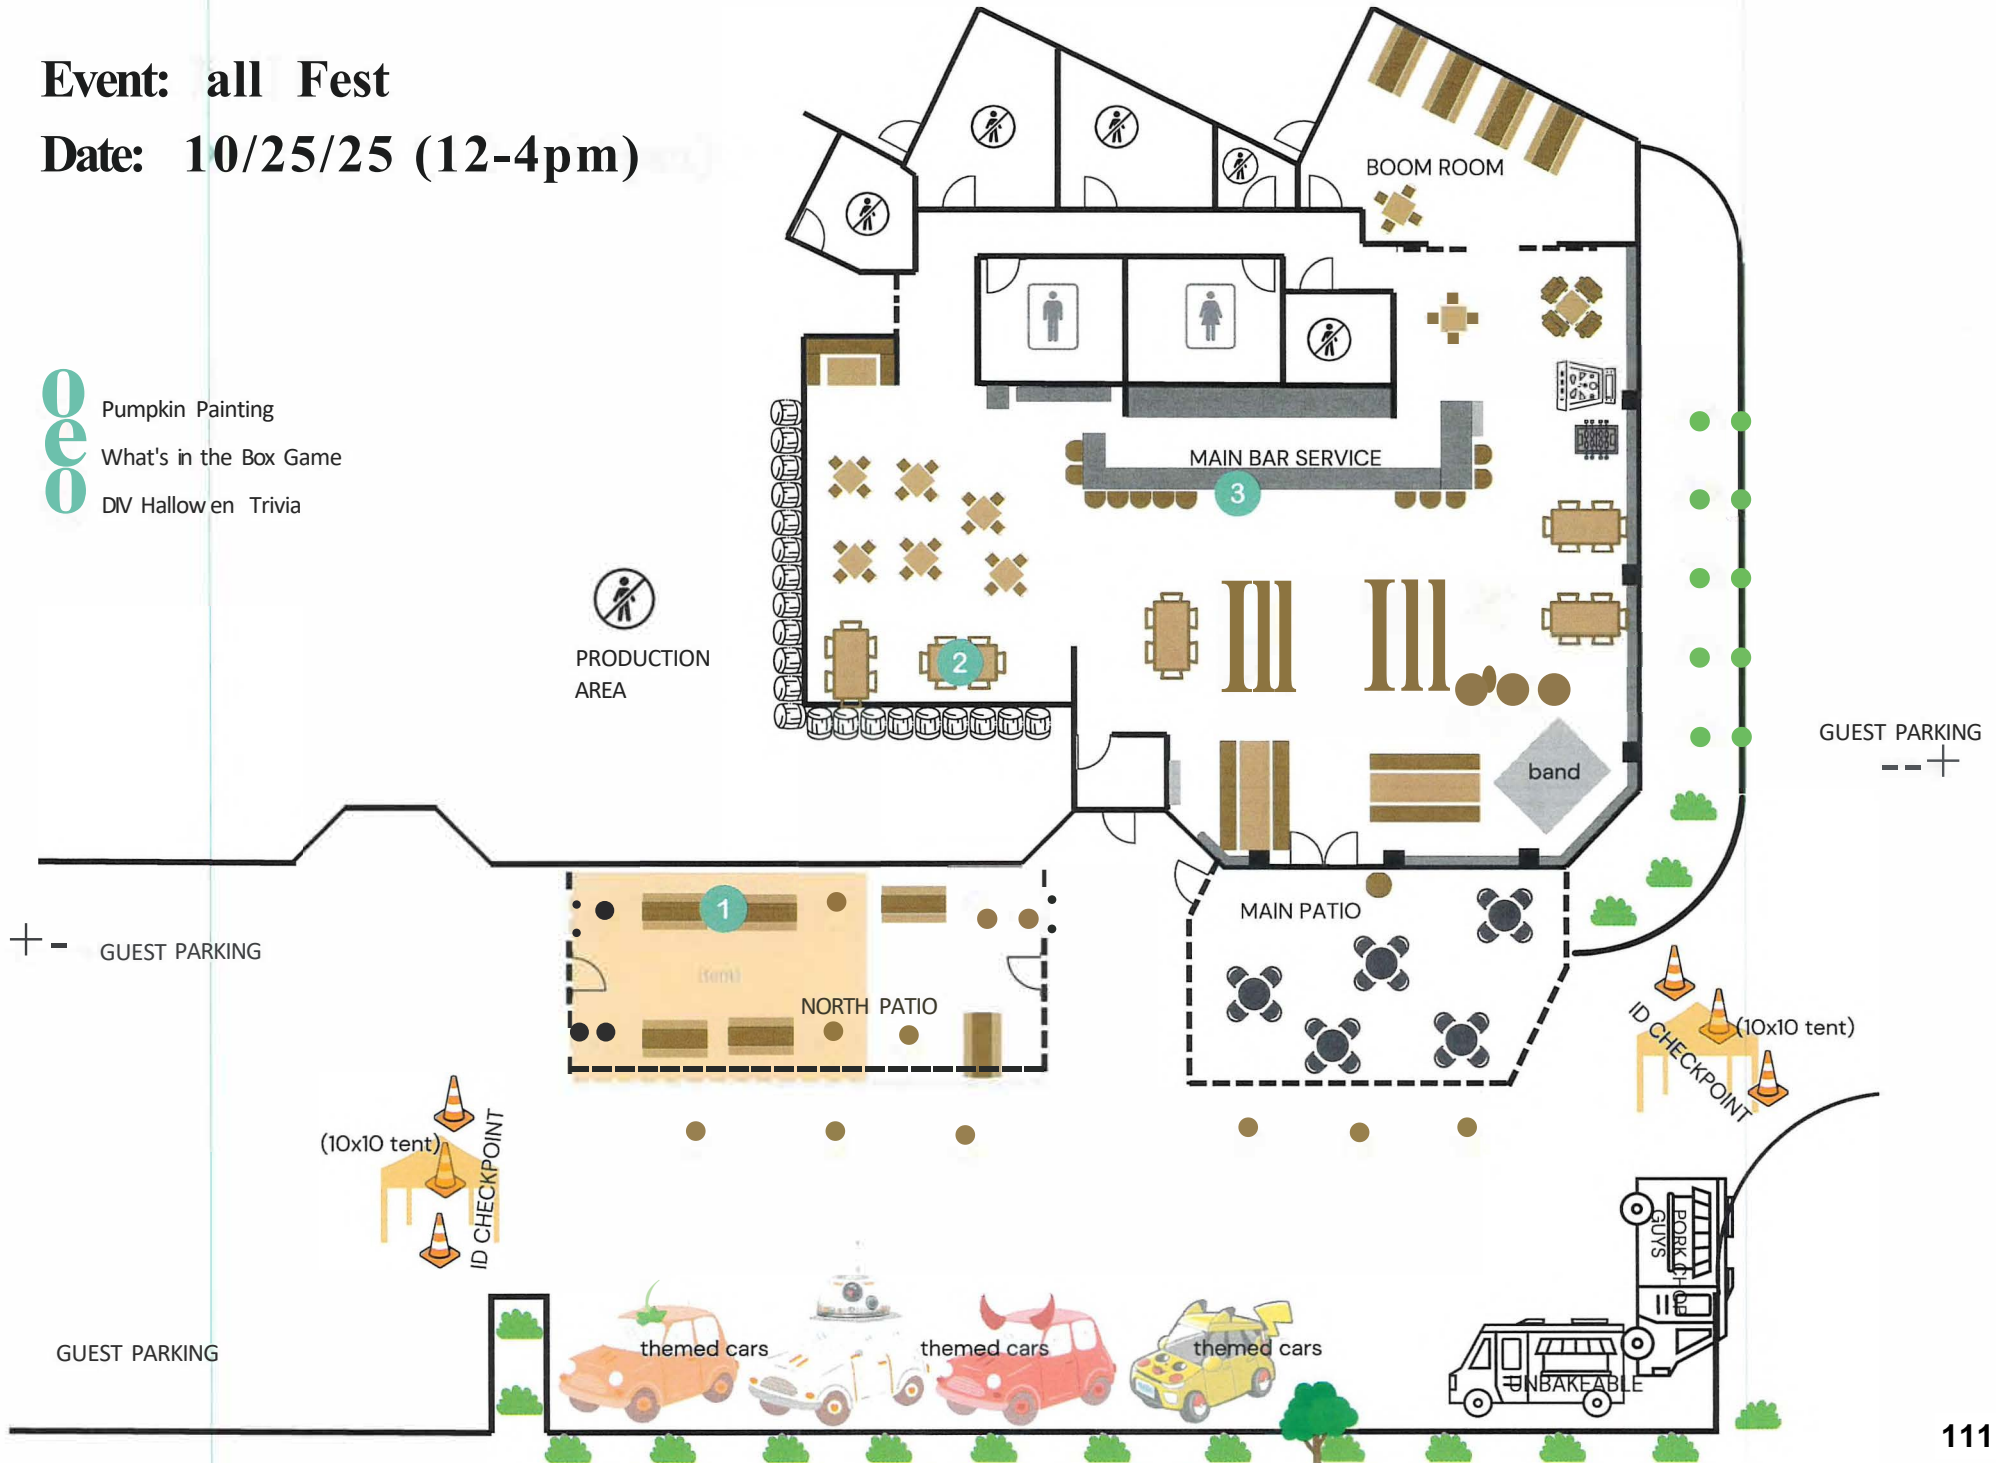 Event: all Fest
Date: 10/25/25 (12-4pm)
BOOM ROOM
o Pumpkin Painting
e What's in the Box Game
o DIV Hallow en Trivia
MAIN BAR SERVICE
3
PRODUCTION
AREA
2
GUEST PARKING
band
1
MAIN PATIO
GUEST PARKING
(tent)
NORTH PATIO
ID CHECKPOINT
(10x10 tent)
(10x10 tent)
ID CHECKPOINT
PORK CHOP
GUYS
themed cars
themed cars
themed cars
GUEST PARKING
UNBAKEABLE
111